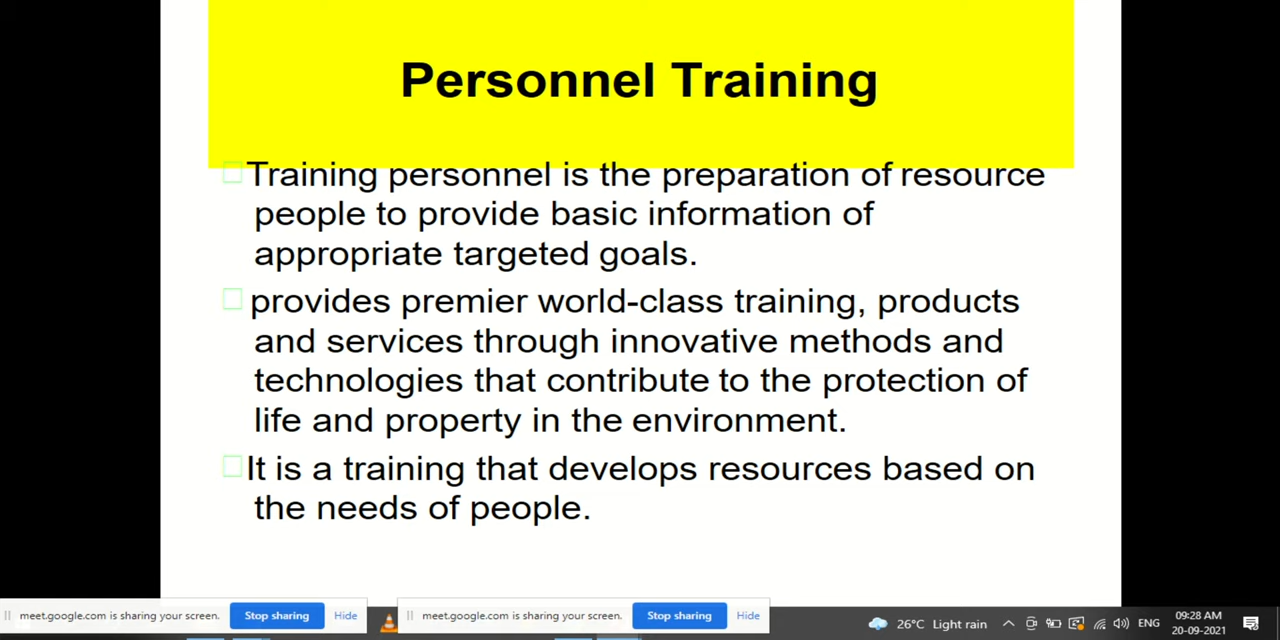 Personnel Training
Training personnel is the preparation of resource
people to provide basic information of
appropriate targeted goals.
provides premier world-class training, products
and services through innovative methods and
technologies that contribute to the protection of
life and property in the environment.
It is a training that develops resources based on
the needs of people.
meet.google.com is sharing your screen. Stop sharing Hide
meet.google.com is sharing your screen. Stop sharing Hide
26°C Light rain
ENG
09:28 AM
20-09-2021